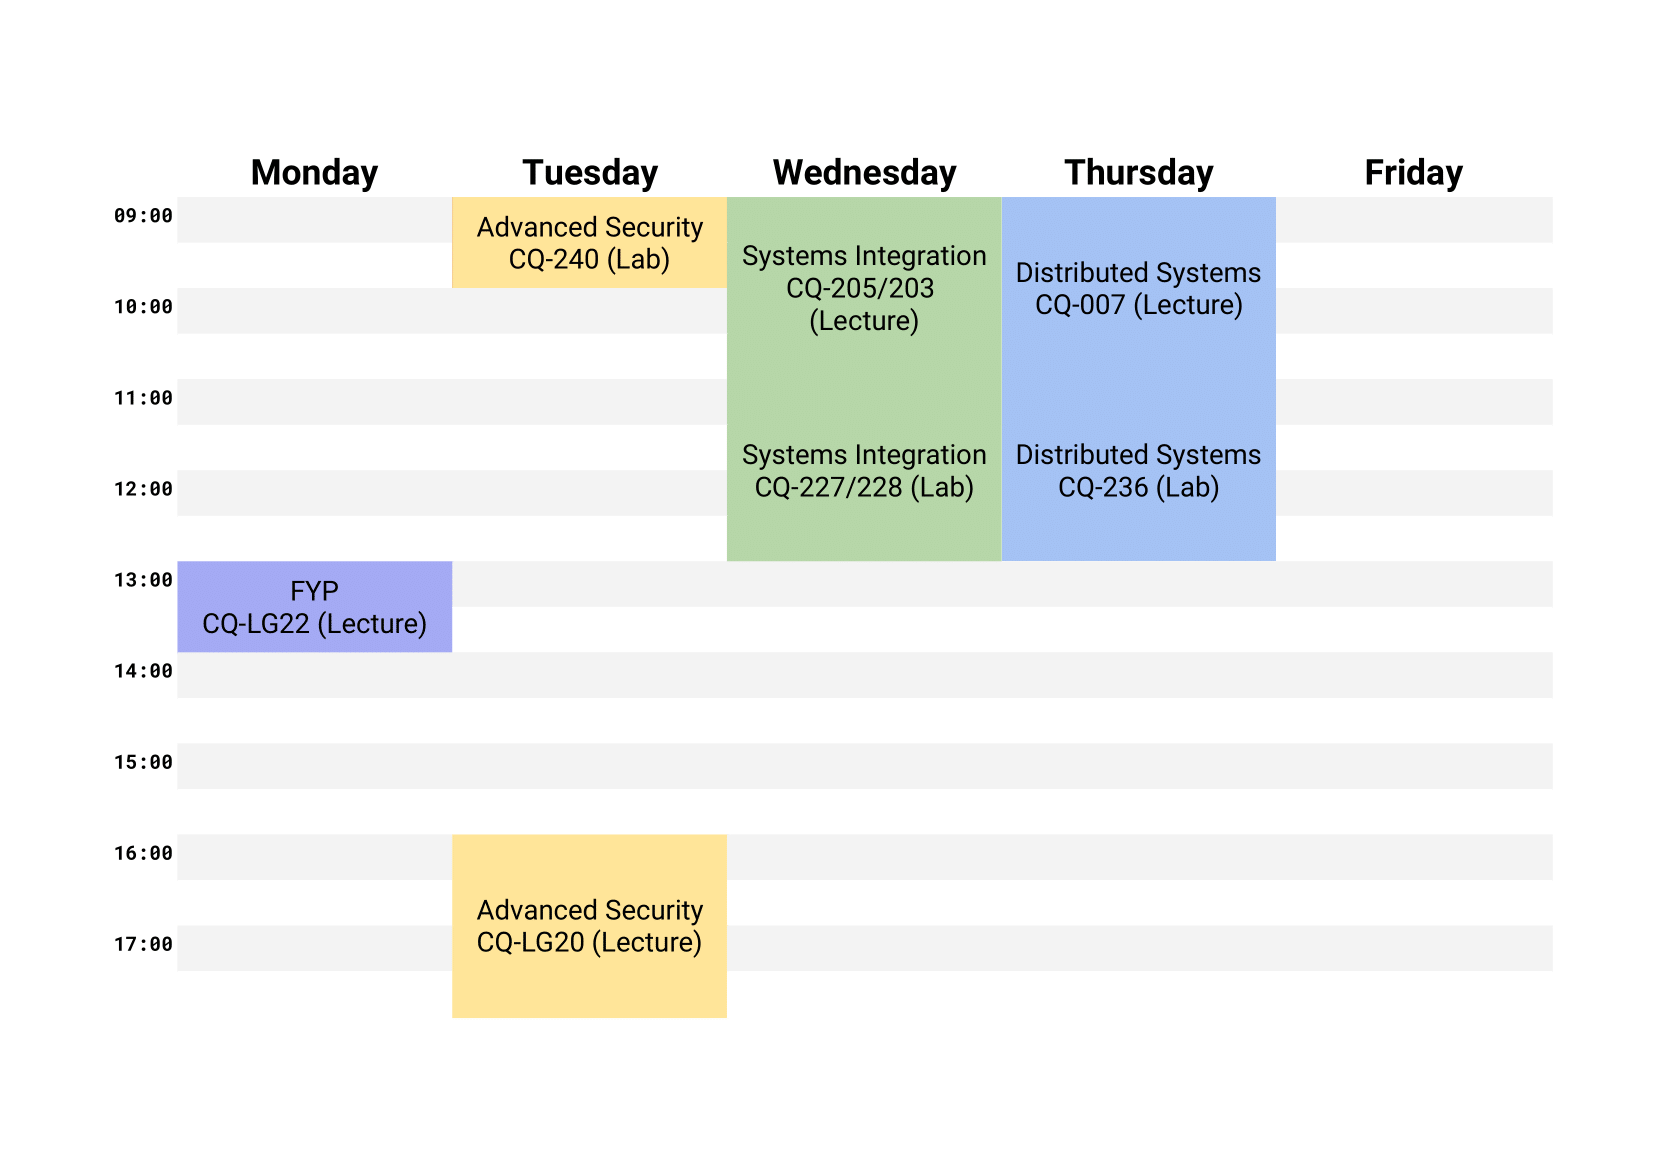 Monday Tuesday Wednesday Thursday Friday
09:00
Advanced Security
CQ-240 (Lab)
Systems Integration
CQ-205/203
(Lecture)
Distributed Systems
CQ-007 (Lecture)
10:00
11:00
Systems Integration
CQ-227/228 (Lab)
Distributed Systems
CQ-236 (Lab)
12:00
13:00
FYP
CQ-LG22 (Lecture)
14:00
15:00
16:00
Advanced Security
CQ-LG20 (Lecture)
17:00